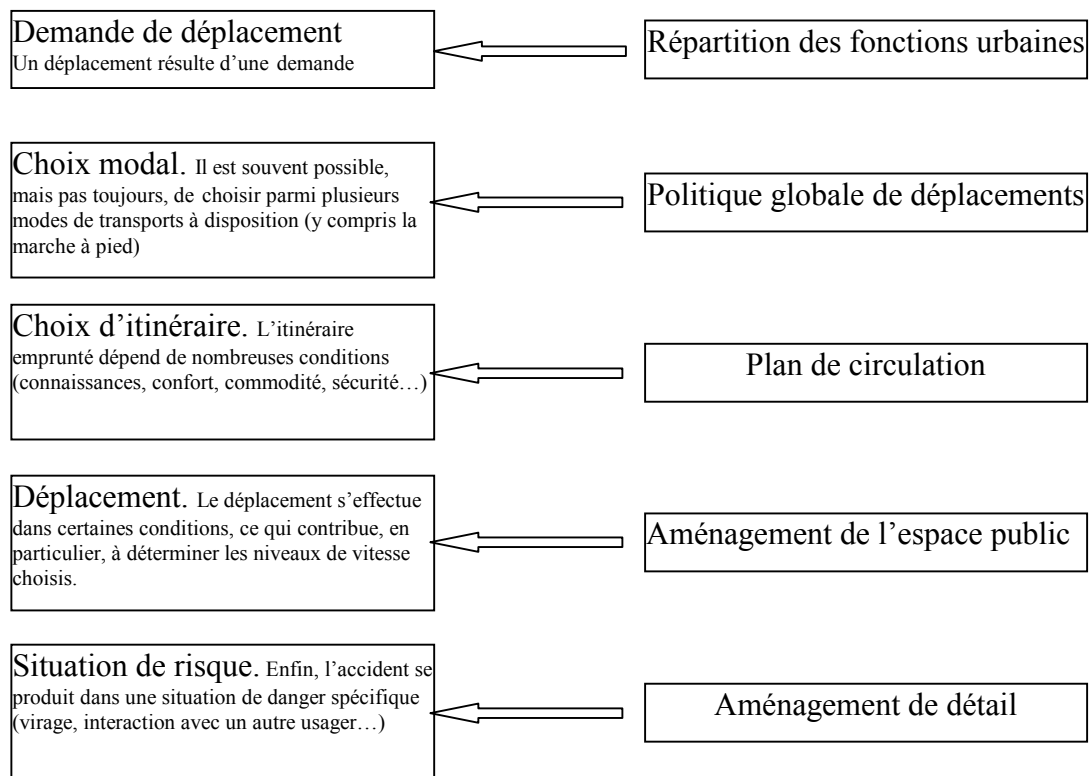 Demande de déplacement
Un déplacement résulte d’une demande
Répartition des fonctions urbaines
Choix modal. Il est souvent possible,
mais pas toujours, de choisir parmi plusieurs
modes de transports à disposition (y compris la
marche à pied)
Politique globale de déplacements
Choix d’itinéraire. L’itinéraire
emprunté dépend de nombreuses conditions
(connaissances, confort, commodité, sécurité…)
Plan de circulation
Déplacement. Le déplacement s’effectue
dans certaines conditions, ce qui contribue, en
particulier, à déterminer les niveaux de vitesse
choisis.
Aménagement de l’espace public
Situation de risque. Enfin, l’accident se
produit dans une situation de danger spécifique
(virage, interaction avec un autre usager…)
Aménagement de détail